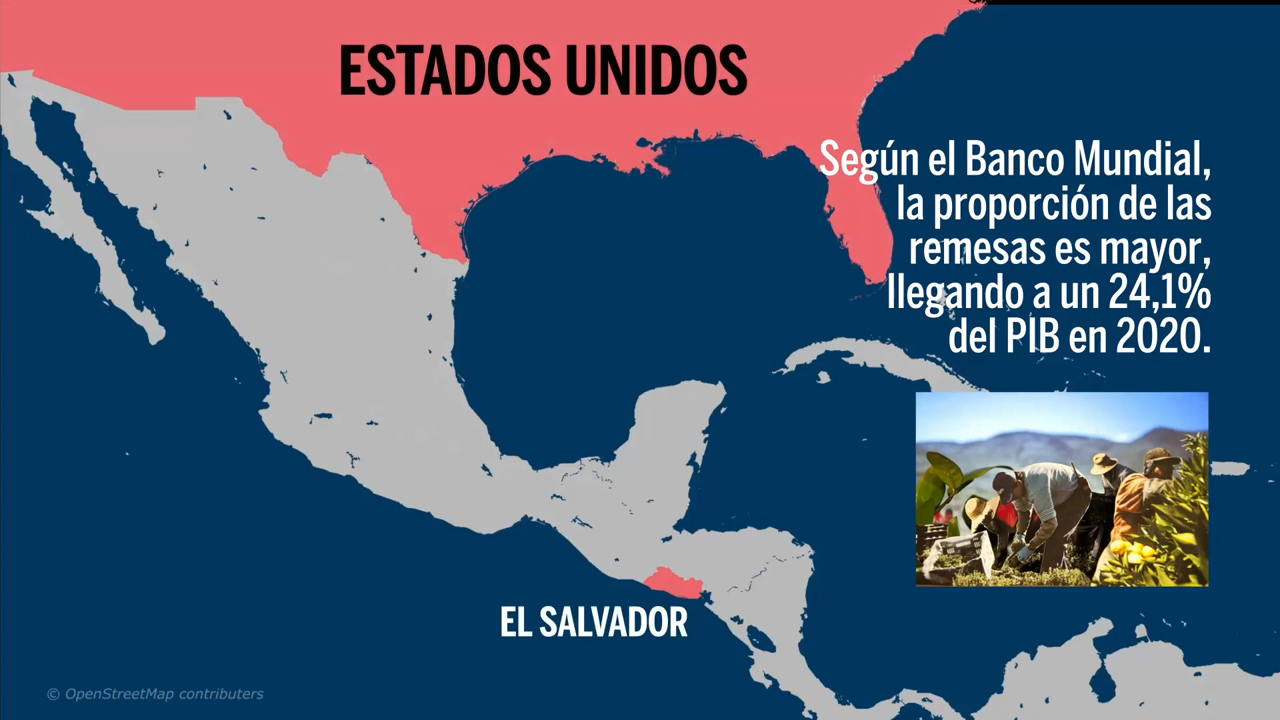 ESTADOS UNIDOS
Según el Banco Mundial,
la proporción de las
remesas es mayor,
llegando a un 24,1%
del PIB en 2020.
EL SALVADOR
© OpenStreetMap contributers